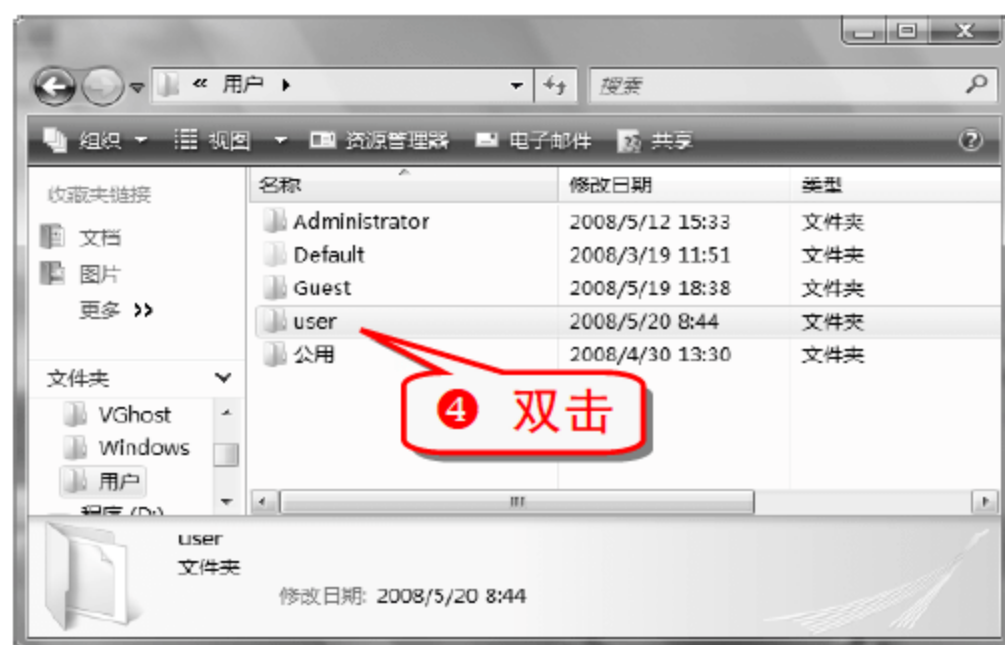 « 用户 ▸ 搜索
组织 视图 资源管理器 电子邮件 共享
收藏夹链接
文档
图片
更多 »
文件夹
VGhost
Windows
用户
程序 (D:)
名称 修改日期 类型
Administrator 2008/5/12 15:33 文件夹
Default 2008/3/19 11:51 文件夹
Guest 2008/5/19 18:38 文件夹
user 2008/5/20 8:44 文件夹
公用 2008/4/30 13:30 文件夹
❹ 双击
user
文件夹
修改日期: 2008/5/20 8:44